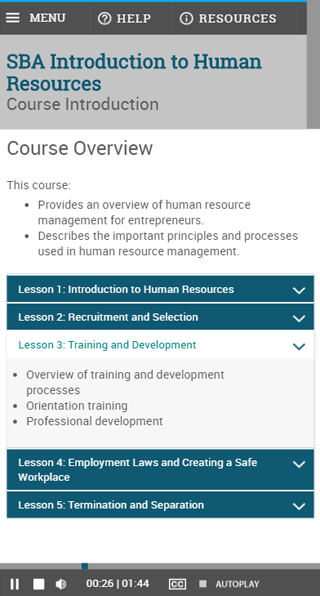 MENU
HELP
RESOURCES
SBA Introduction to Human
Resources
Course Introduction
Course Overview
This course:
• Provides an overview of human resource
management for entrepreneurs.
• Describes the important principles and processes
used in human resource management.
Lesson 1: Introduction to Human Resources
Lesson 2: Recruitment and Selection
Lesson 3: Training and Development
• Overview of training and development
processes
• Orientation training
• Professional development
Lesson 4: Employment Laws and Creating a Safe
Workplace
Lesson 5: Termination and Separation
00:26 | 01:44
CC
AUTOPLAY